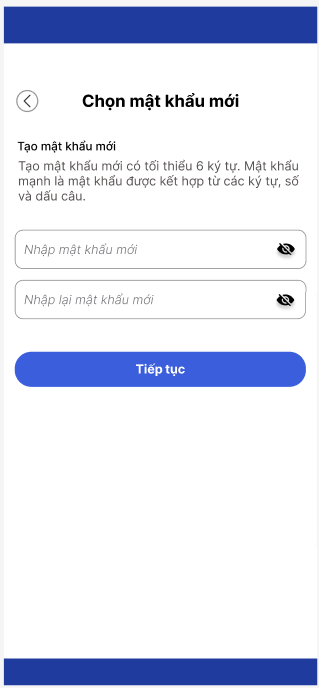 Chọn mật khẩu mới
Tạo mật khẩu mới
Tạo mật khẩu mới có tối thiểu 6 ký tự. Mật khẩu
mạnh là mật khẩu được kết hợp từ các ký tự, số
và dấu câu.
Nhập mật khẩu mới
Nhập lại mật khẩu mới
Tiếp tục